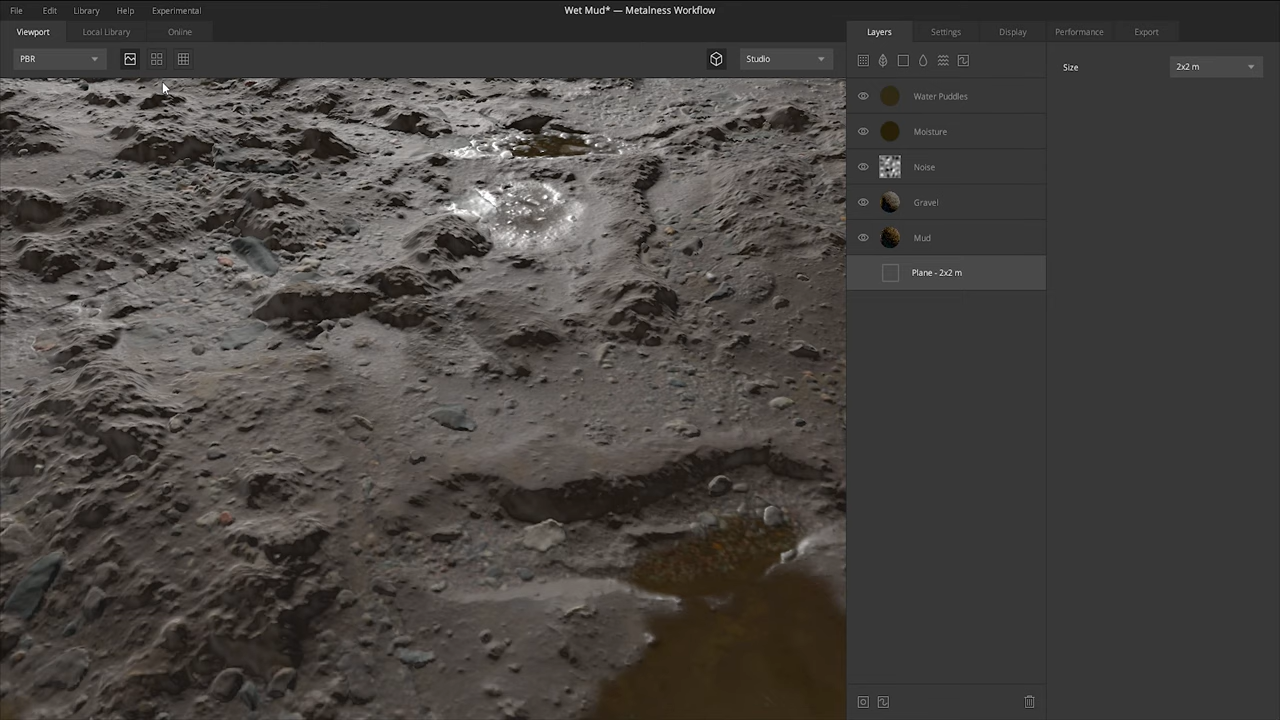 File Edit Library Help Experimental
Wet Mud* — Metalness Workflow
Viewport Local Library Online
Layers Settings Display Performance Export
PBR
Studio
Size 2x2 m
Water Puddles
Moisture
Noise
Gravel
Mud
Plane - 2x2 m